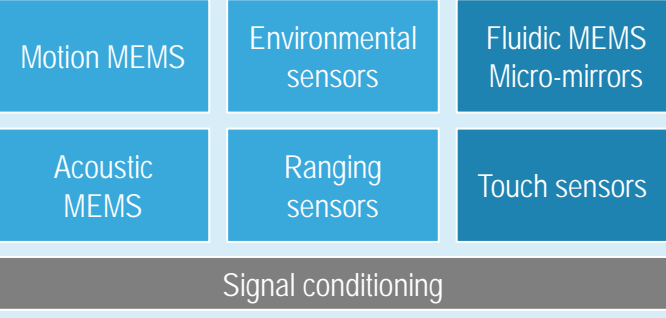 Motion MEMS
Environmental
sensors
Fluidic MEMS
Micro-mirrors
Acoustic
MEMS
Ranging
sensors
Touch sensors
Signal conditioning